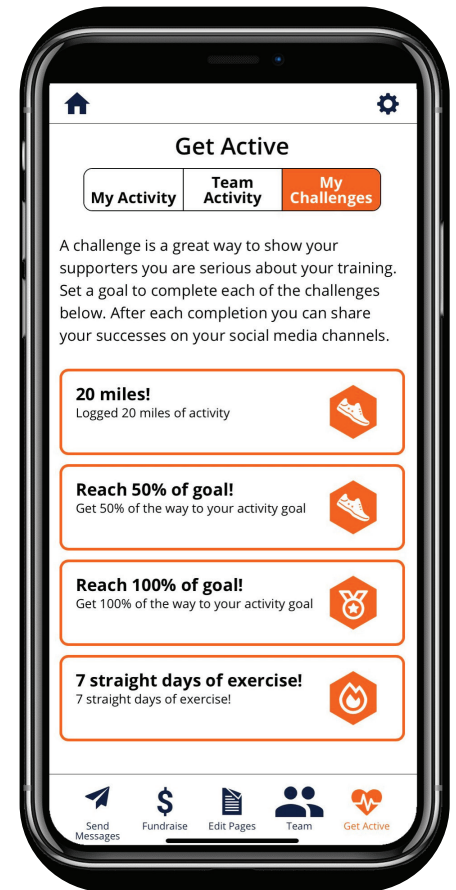 Get Active
My Activity
Team
Activity
My
Challenges
A challenge is a great way to show your
supporters you are serious about your training.
Set a goal to complete each of the challenges
below. After each completion you can share
your successes on your social media channels.
20 miles!
Logged 20 miles of activity
Reach 50% of goal!
Get 50% of the way to your activity goal
Reach 100% of goal!
Get 100% of the way to your activity goal
7 straight days of exercise!
7 straight days of exercise!
Send
Messages
Fundraise
Edit Pages
Team
Get Active